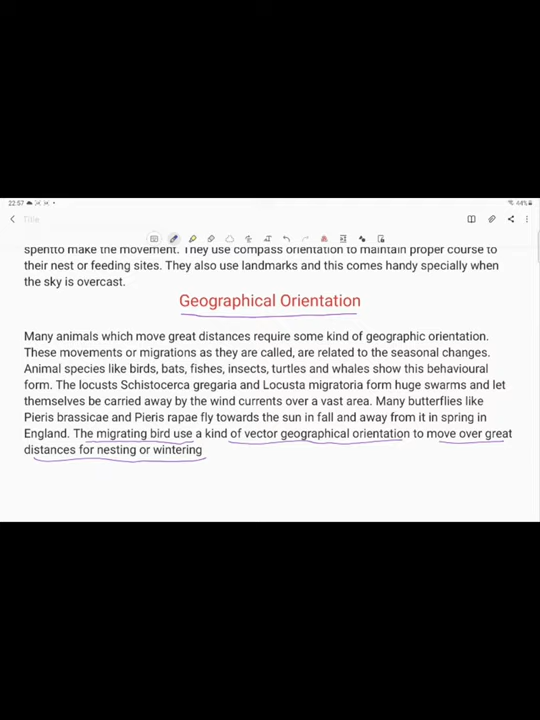 22:57
44%
Title
spentto make the movement. They use compass orientation to maintain proper course to
their nest or feeding sites. They also use landmarks and this comes handy specially when
the sky is overcast.
Geographical Orientation
Many animals which move great distances require some kind of geographic orientation.
These movements or migrations as they are called, are related to the seasonal changes.
Animal species like birds, bats, fishes, insects, turtles and whales show this behavioural
form. The locusts Schistocerca gregaria and Locusta migratoria form huge swarms and let
themselves be carried away by the wind currents over a vast area. Many butterflies like
Pieris brassicae and Pieris rapae fly towards the sun in fall and away from it in spring in
England. The migrating bird use a kind of vector geographical orientation to move over great
distances for nesting or wintering